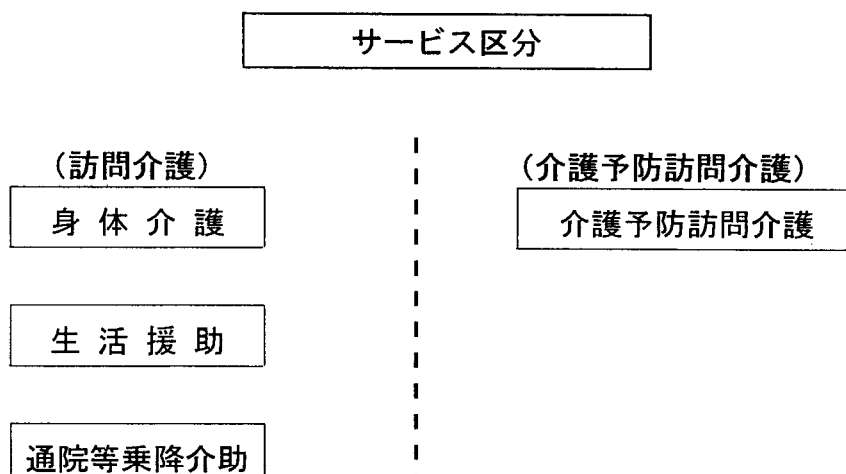 サービス区分
(訪問介護)
身体介護
生活援助
通院等乗降介助
(介護予防訪問介護)
介護予防訪問介護